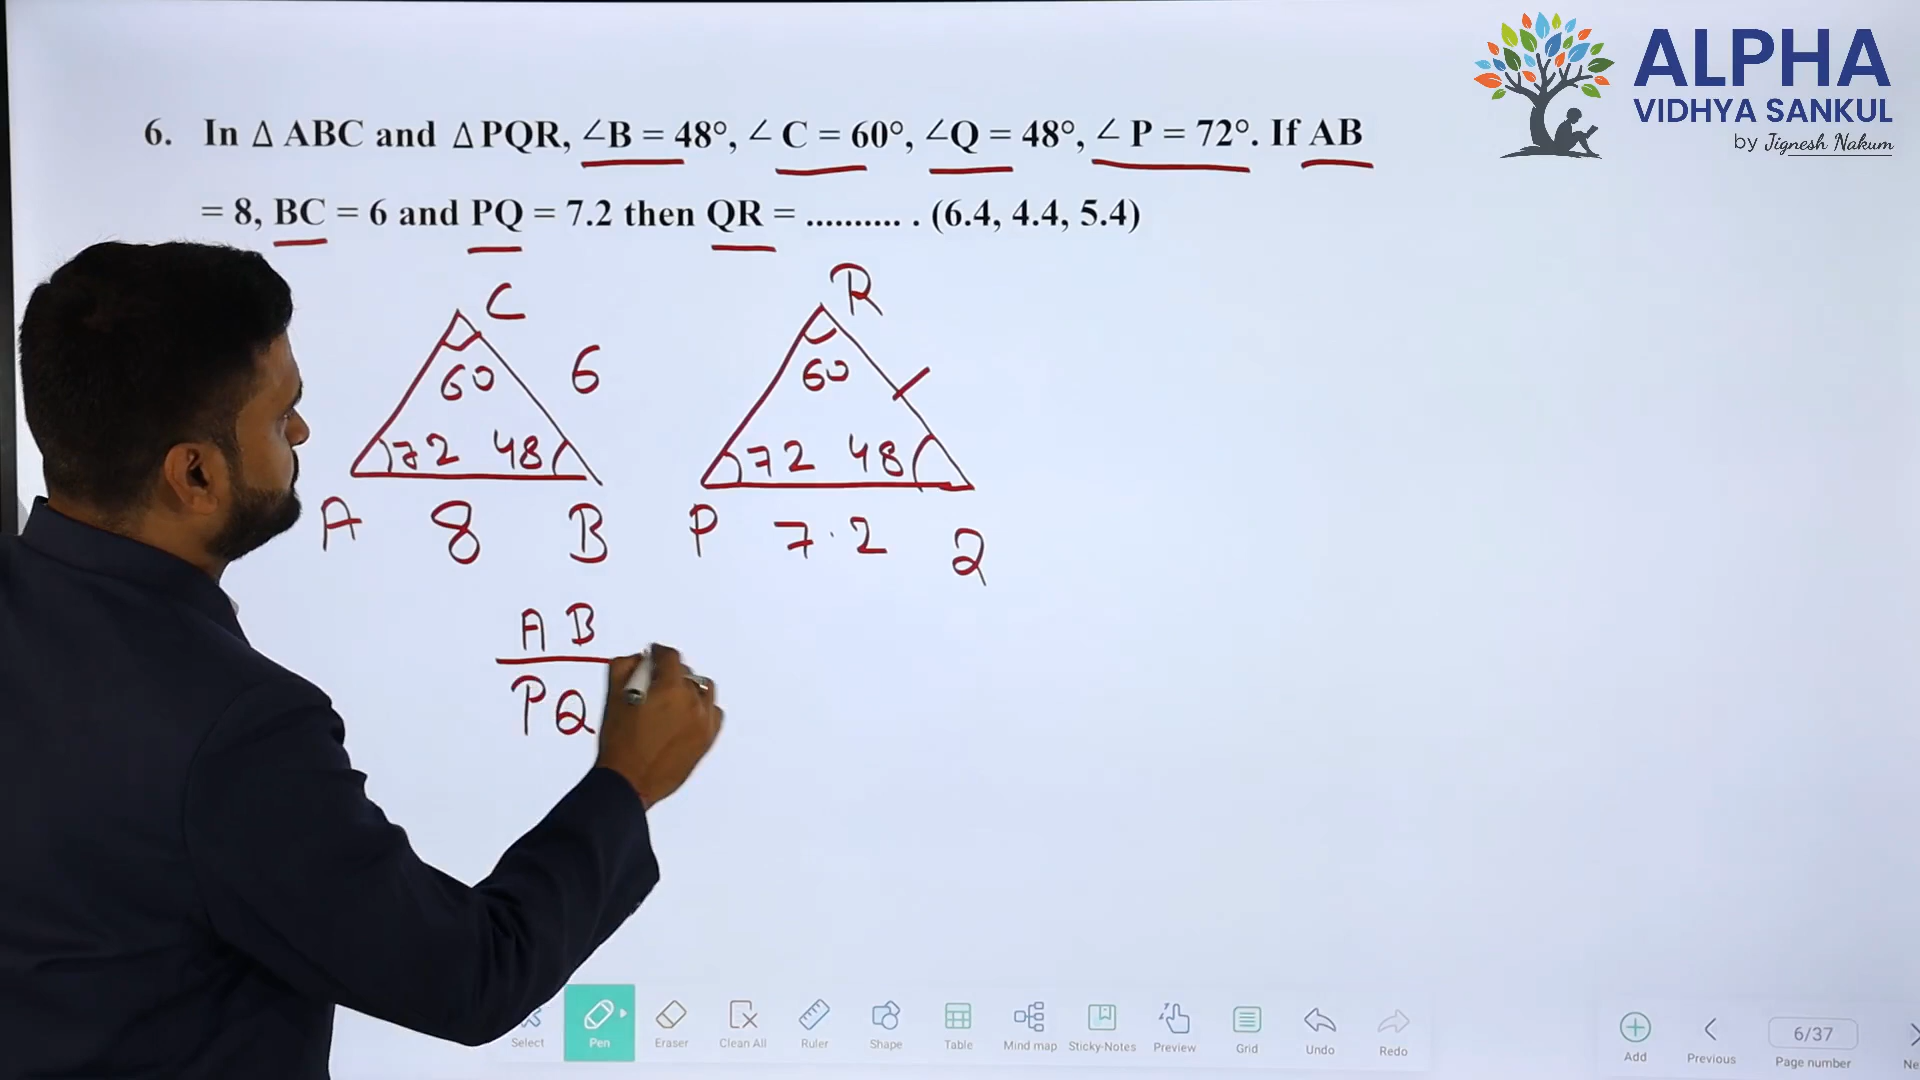 ALPHA
VIDHYA SANKUL
by Jignesh Nakum
6. In △ ABC and △ PQR, ∠B = 48°, ∠ C = 60°, ∠Q = 48°, ∠ P = 72°. If AB
= 8, BC = 6 and PQ = 7.2 then QR = .......... . (6.4, 4.4, 5.4)
C R
60 6 60
72 48 72 48
A 8 B P 7.2 Q
A B
P Q
Select Pen Eraser Clean All Ruler Shape Table Mind map Sticky-Notes Preview Grid Undo Redo
Add Previous 6/37 Page number Ne